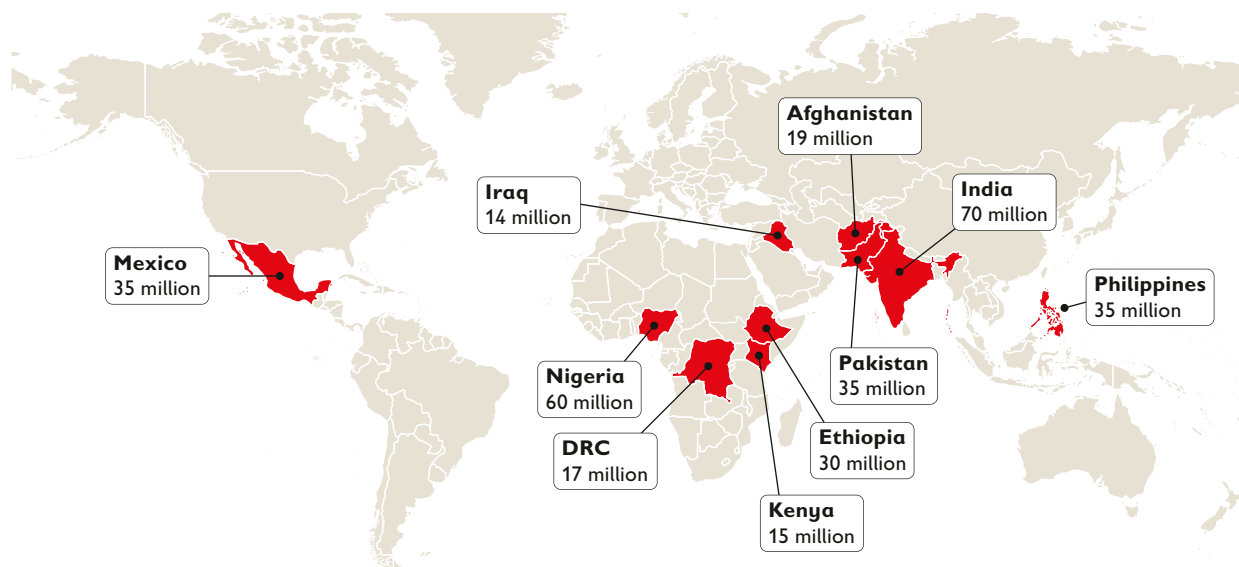 Afghanistan
19 million
India
70 million
Iraq
14 million
Mexico
35 million
Philippines
35 million
Pakistan
35 million
Nigeria
60 million
Ethiopia
30 million
DRC
17 million
Kenya
15 million